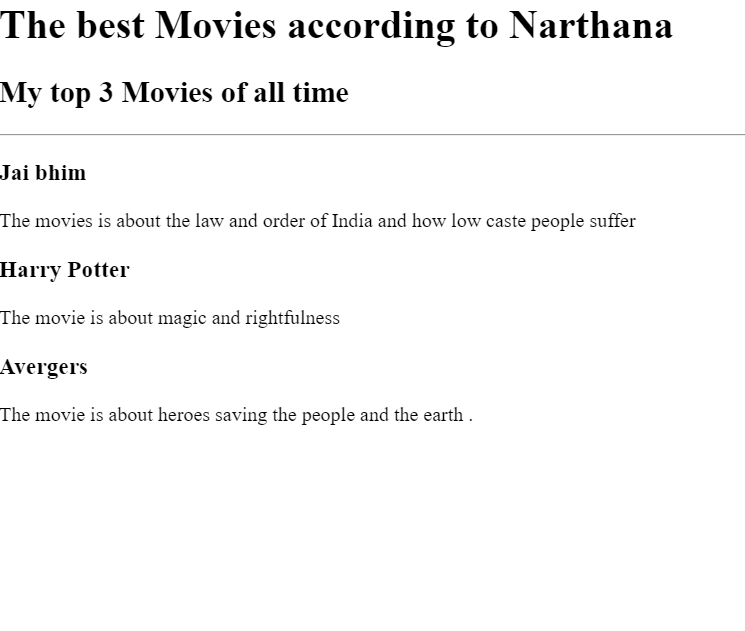 The best Movies according to Narthana
My top 3 Movies of all time
Jai bhim
The movies is about the law and order of India and how low caste people suffer
Harry Potter
The movie is about magic and rightfulness
Avergers
The movie is about heroes saving the people and the earth .